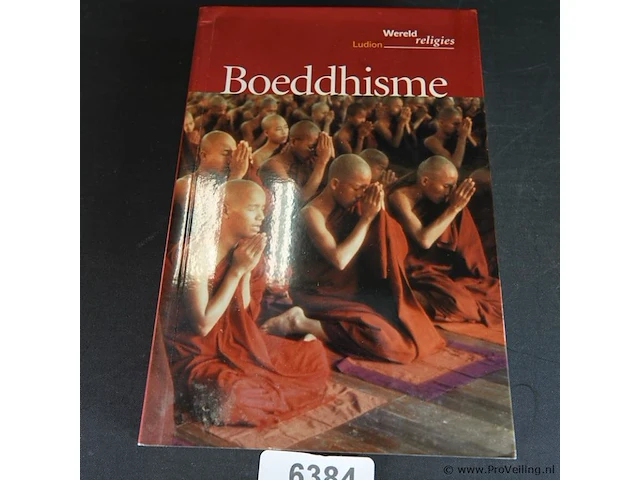 Wereld
Ludion religies
Boeddhisme
6384
© www.ProVeiling.nl